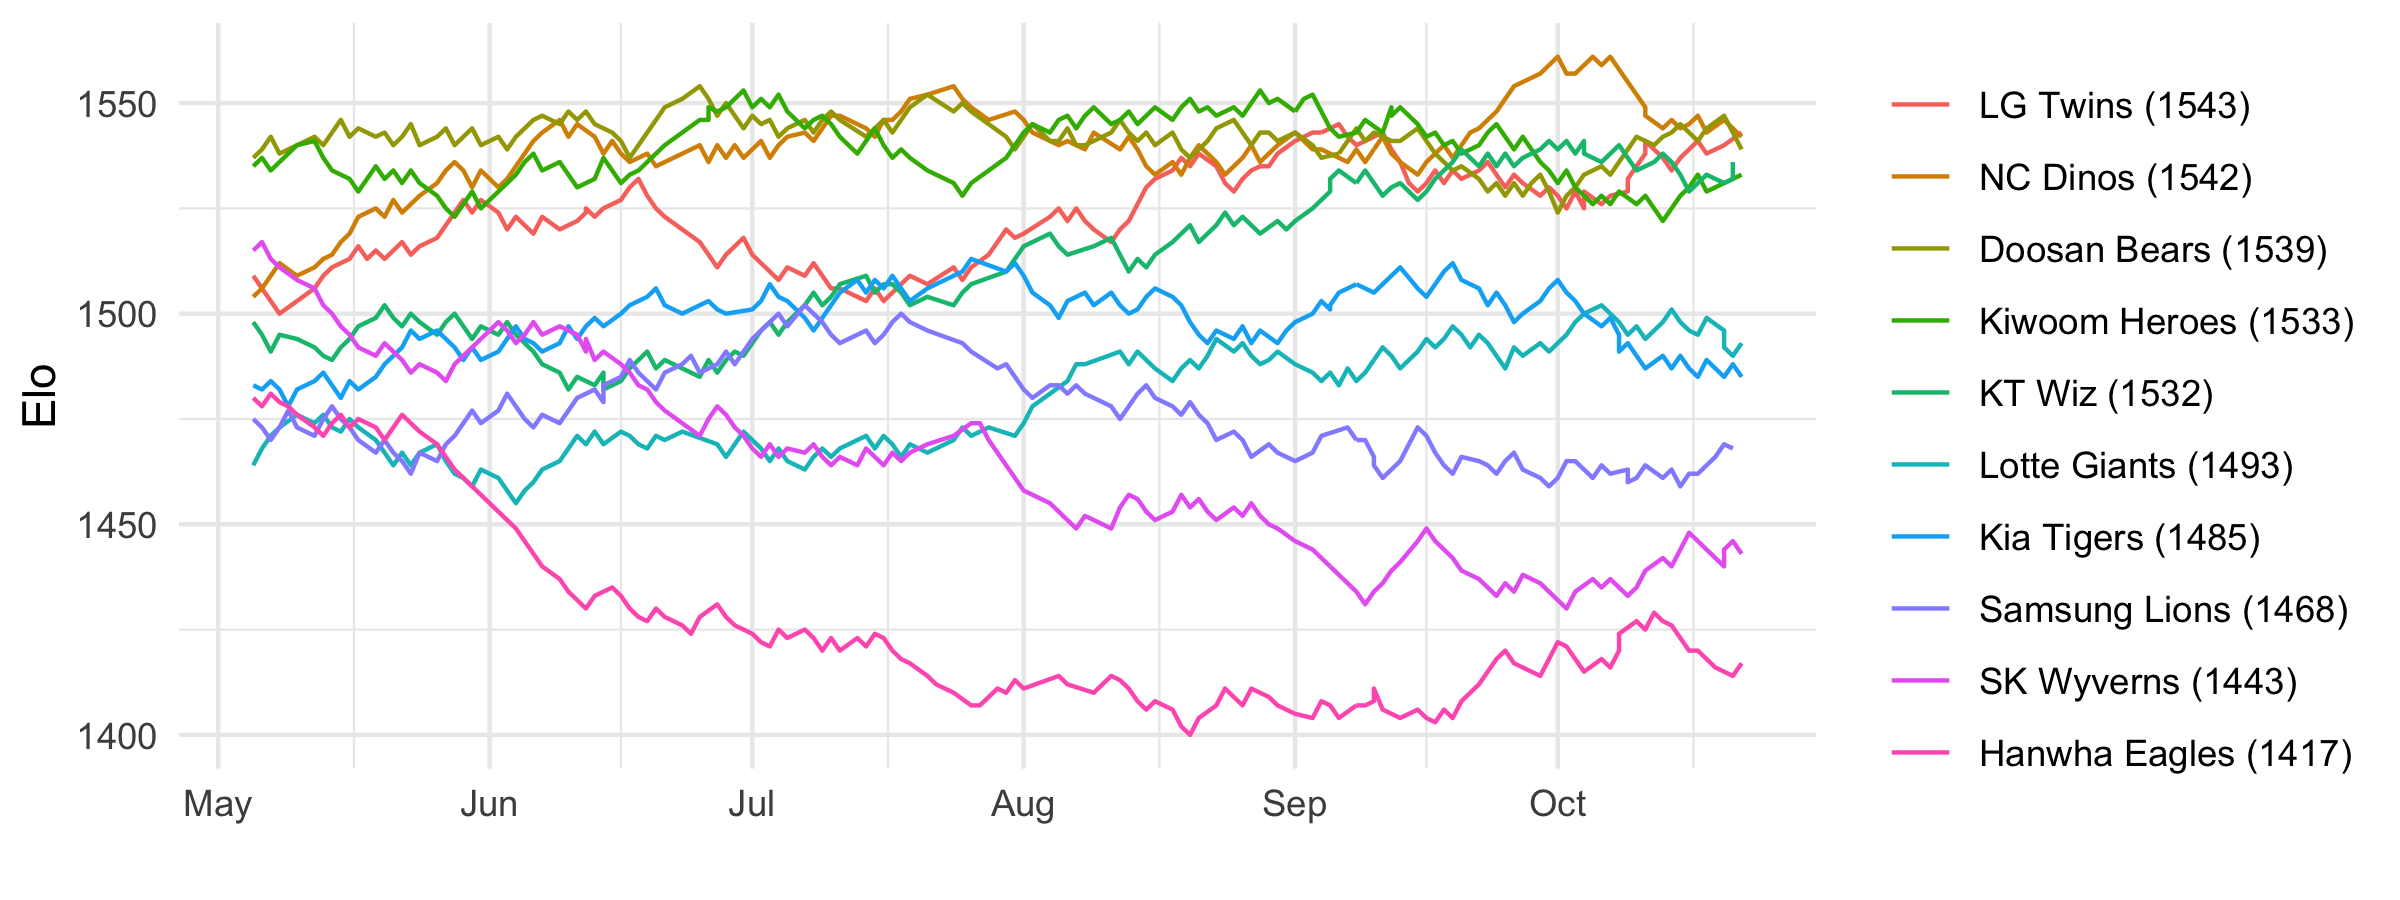 Elo
1550
1500
1450
1400
May Jun Jul Aug Sep Oct
LG Twins (1543)
NC Dinos (1542)
Doosan Bears (1539)
Kiwoom Heroes (1533)
KT Wiz (1532)
Lotte Giants (1493)
Kia Tigers (1485)
Samsung Lions (1468)
SK Wyverns (1443)
Hanwha Eagles (1417)